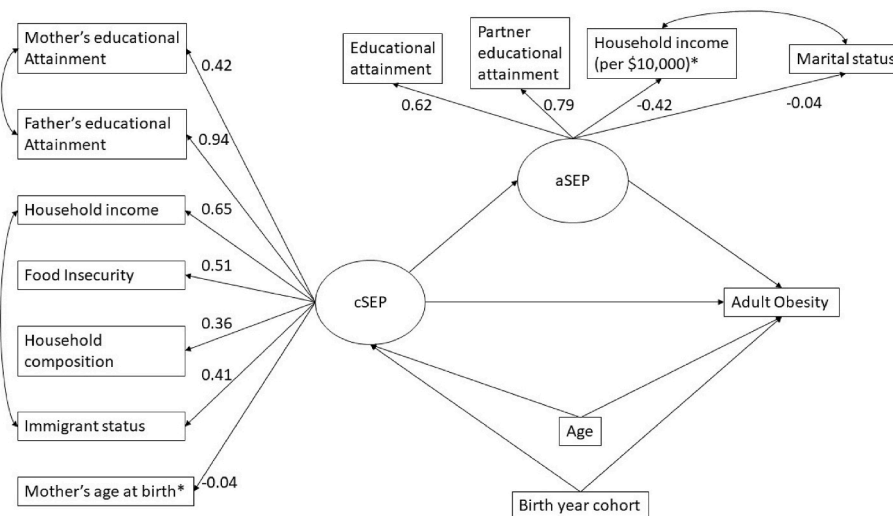 Mother's educational
Attainment
0.42
Father's educational
Attainment
0.94
Household income
0.65
Food Insecurity
0.51
Household
composition
0.36
Immigrant status
0.41
Mother's age at birth*
-0.04
cSEP
Educational
attainment
0.62
Partner
educational
attainment
0.79
Household income
(per $10,000)*
-0.42
Marital status
-0.04
aSEP
Adult Obesity
Age
Birth year cohort